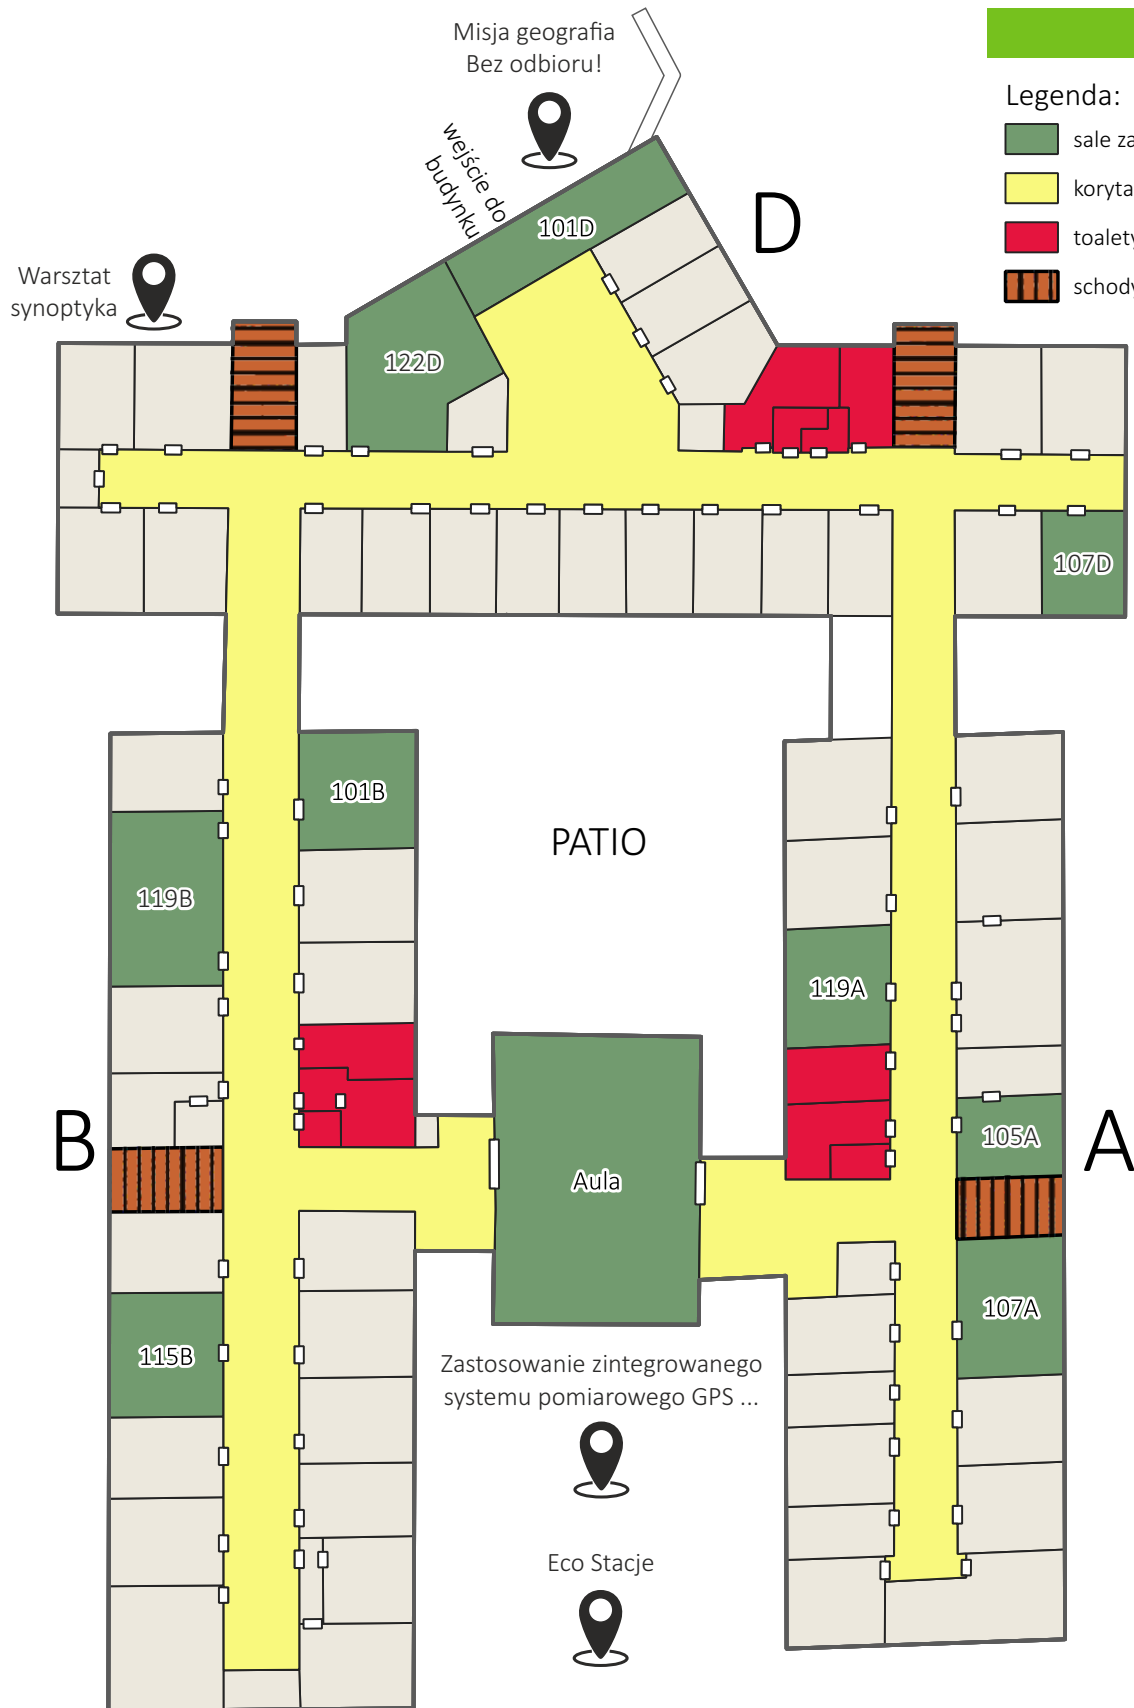 Misja geografia
Bez odbioru!
Legenda:
sale za
koryta
toalety
schody
wejście do
budynku
101D
D
Warsztat
synoptyka
122D
107D
101B
PATIO
119B
119A
B
105A
A
Aula
107A
115B
Zastosowanie zintegrowanego
systemu pomiarowego GPS ...
Eco Stacje